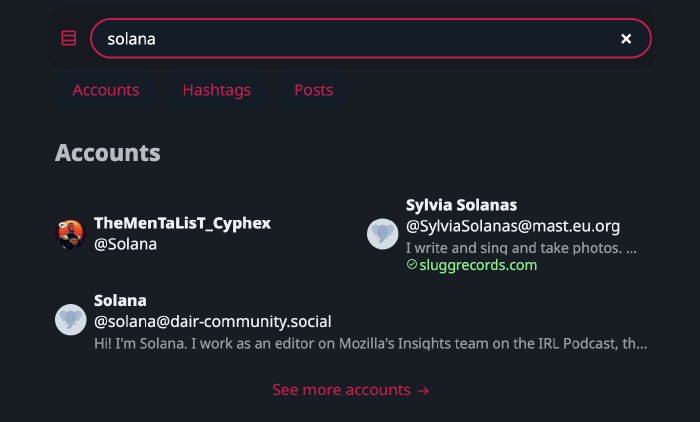 solana
Accounts
Hashtags
Posts
Accounts
TheMenTaLisT_Cyphex
@Solana
Sylvia Solanas
@SylviaSolanas@mast.eu.org
I write and sing and take photos. ...
sluggrecords.com
Solana
@solana@dair-community.social
Hi! I'm Solana. I work as an editor on Mozilla's Insights team on the IRL Podcast, th...
See more accounts →